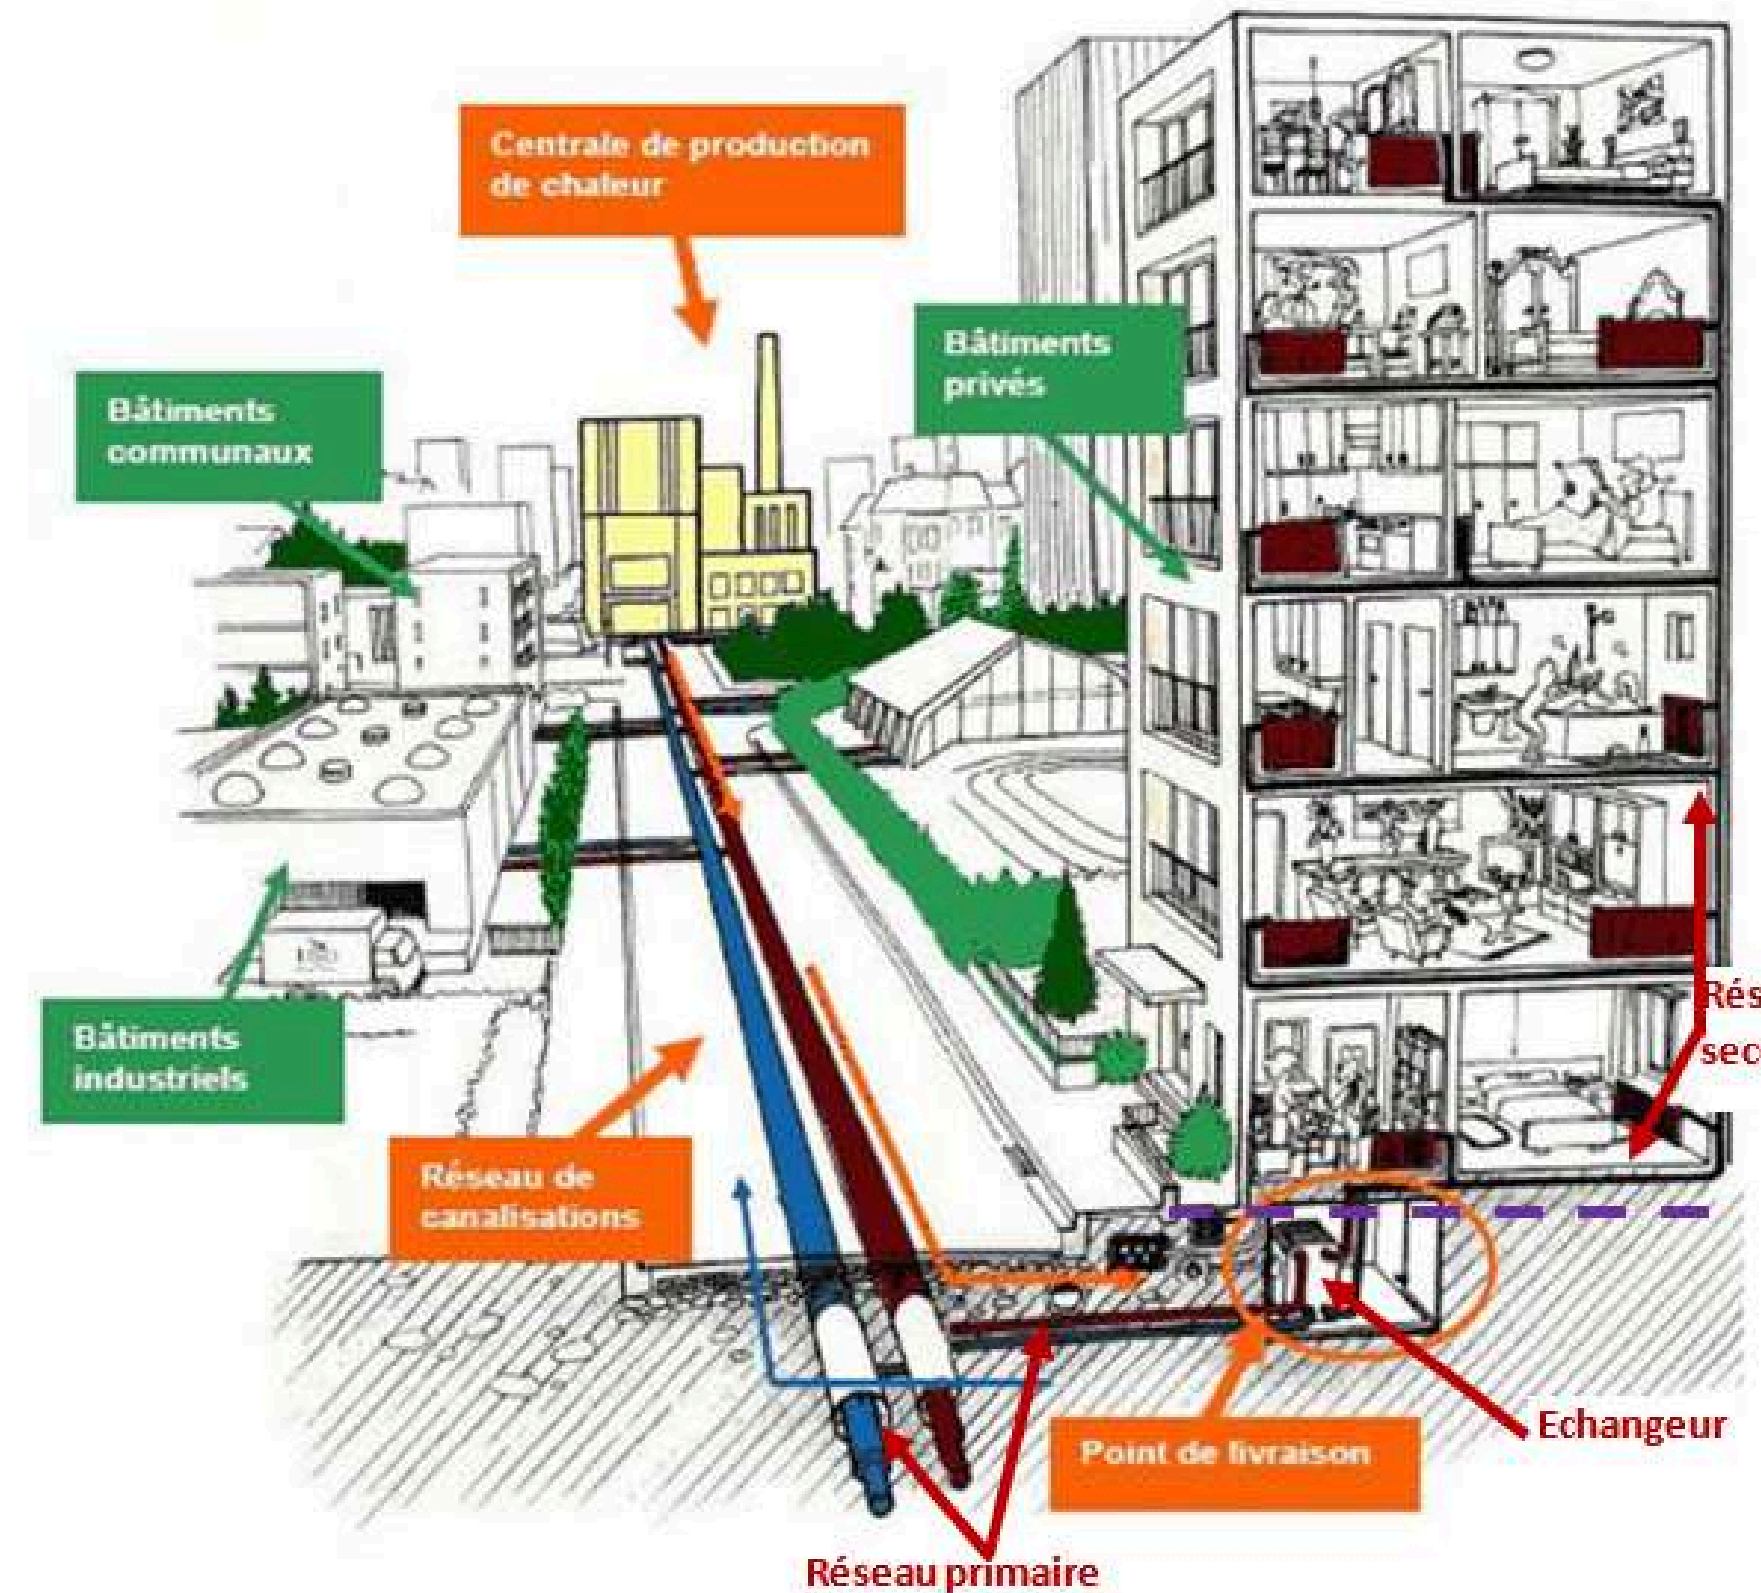 Centrale de production
de chaleur
Bâtiments
privés
Bâtiments
communaux
Bâtiments
industriels
Rés
sec
Réseau de
canalisations
Echangeur
Point de livraison
Réseau primaire